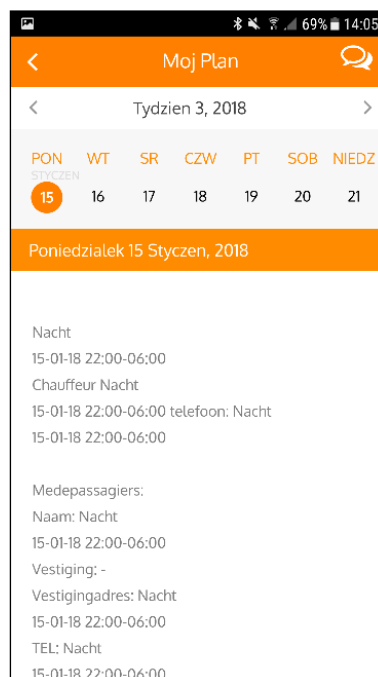 69% 14:05
Moj Plan
Tydzien 3, 2018
PON WT SR CZW PT SOB NIEDZ
STYCZEN
15 16 17 18 19 20 21
Poniedzialek 15 Styczen, 2018
Nacht
15-01-18 22:00-06:00
Chauffeur Nacht
15-01-18 22:00-06:00 telefoon: Nacht
15-01-18 22:00-06:00
Medepassagiers:
Naam: Nacht
15-01-18 22:00-06:00
Vestiging: -
Vestigingadres: Nacht
15-01-18 22:00-06:00
TEL: Nacht
15-01-18 22:00-06:00